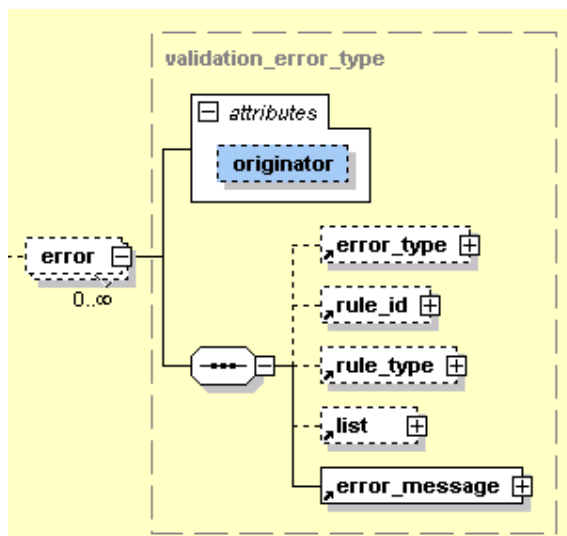 validation_error_type
attributes
originator
error
0..∞
error_type
rule_id
rule_type
list
error_message